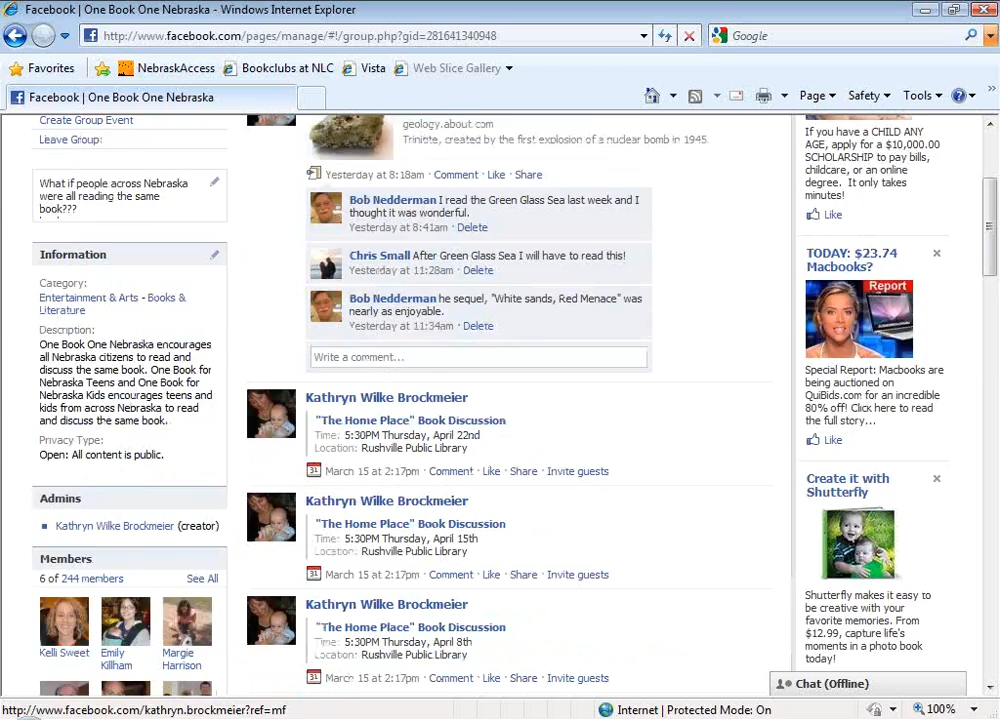 Facebook | One Book One Nebraska - Windows Internet Explorer
http://www.facebook.com/pages/manage/#!/group.php?gid=281641340948
Google
Favorites
NebraskAccess
Bookclubs at NLC
Vista
Web Slice Gallery
Facebook | One Book One Nebraska
Page
Safety
Tools
»
Create Group Event
Leave Group:
What if people across Nebraska
were all reading the same
book???
Information
Category:
Entertainment & Arts - Books &
Literature
Description:
One Book One Nebraska encourages
all Nebraska citizens to read and
discuss the same book. One Book for
Nebraska Teens and One Book for
Nebraska Kids encourages teens and
kids from across Nebraska to read
and discuss the same book.
Privacy Type:
Open: All content is public.
Admins
Kathryn Wilke Brockmeier (creator)
Members
6 of 244 members
See All
Kelli Sweet
Emily
Killham
Margie
Harrison
geology.about.com
Trinitite, created by the first explosion of a nuclear bomb in 1945.
Yesterday at 8:18am · Comment · Like · Share
Bob Nedderman I read the Green Glass Sea last week and I
thought it was wonderful.
Yesterday at 8:41am · Delete
Chris Small After Green Glass Sea I will have to read this!
Yesterday at 11:28am · Delete
Bob Nedderman he sequel, "White sands, Red Menace" was
nearly as enjoyable.
Yesterday at 11:34am · Delete
Write a comment...
Kathryn Wilke Brockmeier
"The Home Place" Book Discussion
Time: 5:30PM Thursday, April 22nd
Location: Rushville Public Library
31
March 15 at 2:17pm · Comment · Like · Share · Invite guests
Kathryn Wilke Brockmeier
"The Home Place" Book Discussion
Time: 5:30PM Thursday, April 15th
Location: Rushville Public Library
31
March 15 at 2:17pm · Comment · Like · Share · Invite guests
Kathryn Wilke Brockmeier
"The Home Place" Book Discussion
Time: 5:30PM Thursday, April 8th
Location: Rushville Public Library
31
March 15 at 2:17pm · Comment · Like · Share · Invite guests
If you have a CHILD ANY
AGE, apply for a $10,000.00
SCHOLARSHIP to pay bills,
childcare, or an online
degree. It only takes
minutes!
Like
TODAY: $23.74
Macbooks?
Report
Special Report: Macbooks are
being auctioned on
QuiBids.com for an incredible
80% off! Click here to read
the full story...
Like
Create it with
Shutterfly
Shutterfly makes it easy to
be creative with your
favorite memories. From
$12.99, capture life's
moments in a photo book
today!
Chat (Offline)
http://www.facebook.com/kathryn.brockmeier?ref=mf
Internet | Protected Mode: On
100%